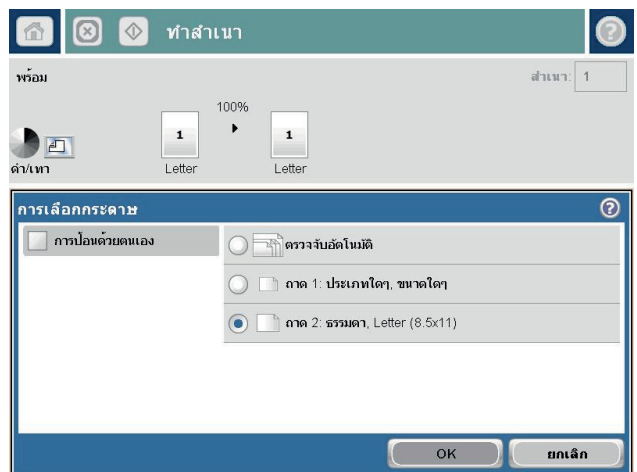 ทำสำเนา
?
พร้อม
สำเนา: 1
100%
1
1
ดำ/เทา
Letter
Letter
การเลือกกระดาษ
?
การป้อนด้วยตนเอง
ตรวจจับอัตโนมัติ
ถาด 1: ประเภทใดๆ, ขนาดใดๆ
ถาด 2: ธรรมดา, Letter (8.5x11)
OK
ยกเลิก